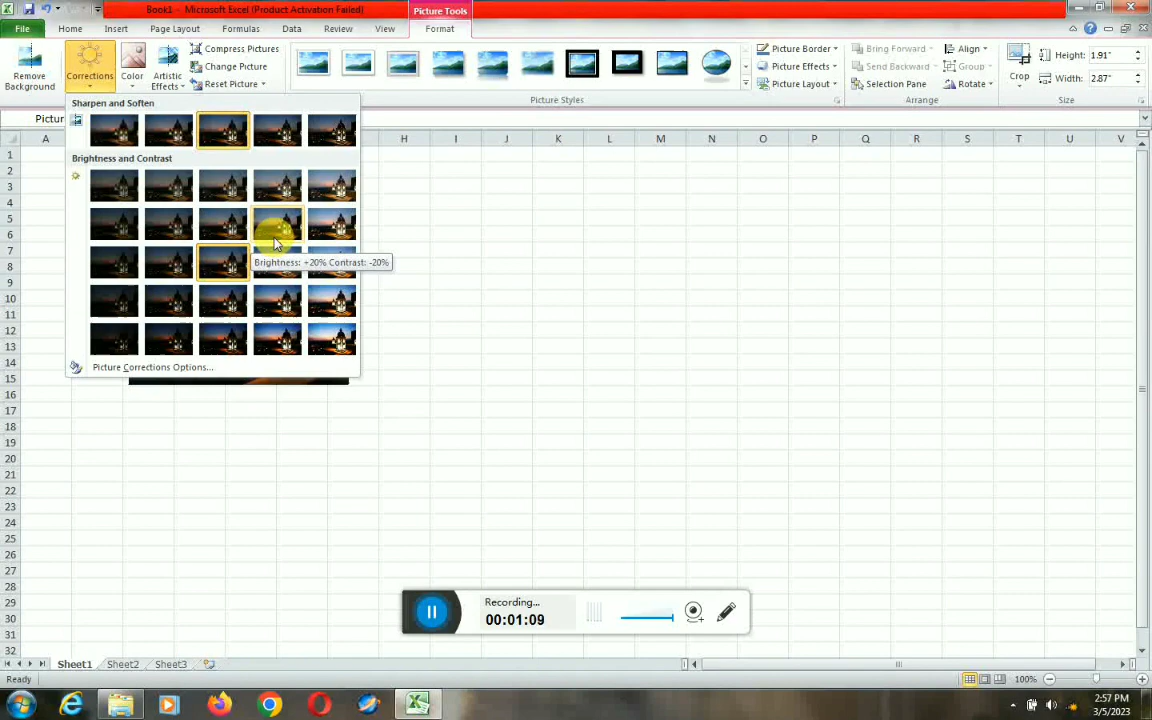 Book1 - Microsoft Excel (Product Activation Failed)
Picture Tools
File Home Insert Page Layout Formulas Data Review View Format
Remove Background
Corrections
Color
Artistic Effects
Compress Pictures
Change Picture
Reset Picture
Picture Styles
Picture Border
Picture Effects
Picture Layout
Bring Forward
Send Backward
Selection Pane
Align
Group
Rotate
Arrange
Crop
Height: 1.91"
Width: 2.87"
Size
Pictur
Sharpen and Soften
Brightness and Contrast
Brightness: +20% Contrast: -20%
Picture Corrections Options...
A H I J K L M N O P Q R S T U V
1
2
3
4
5
6
7
8
9
10
11
12
13
14
15
16
17
18
19
20
21
22
23
24
25
26
27
28
29
30
31
32
Recording...
00:01:09
Sheet1 Sheet2 Sheet3
Ready
100%
2:57 PM
3/5/2023